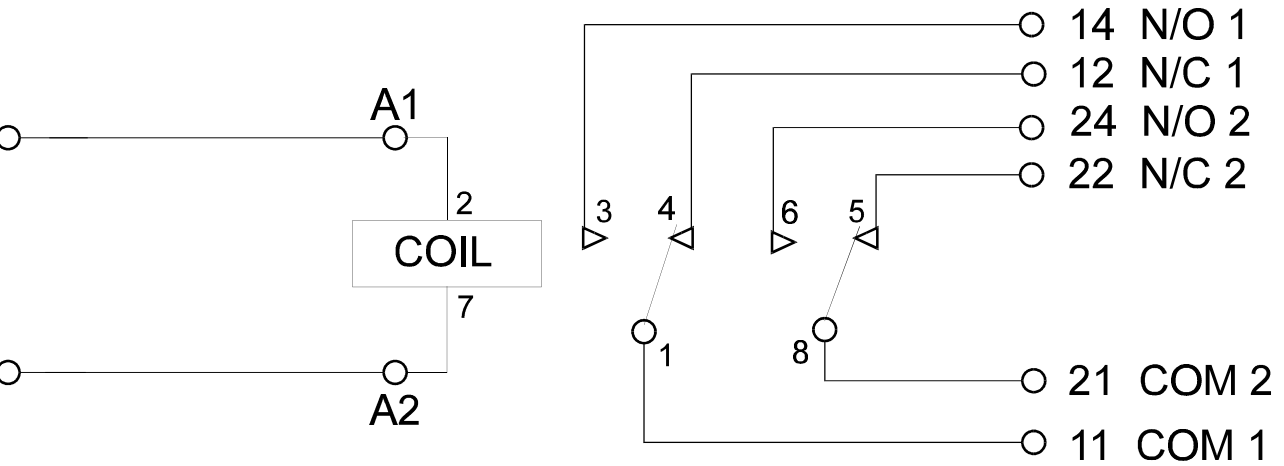 14 N/O 1
12 N/C 1
A1
24 N/O 2
22 N/C 2
2
3 4 6 5
COIL
7
1
8
A2
21 COM 2
11 COM 1